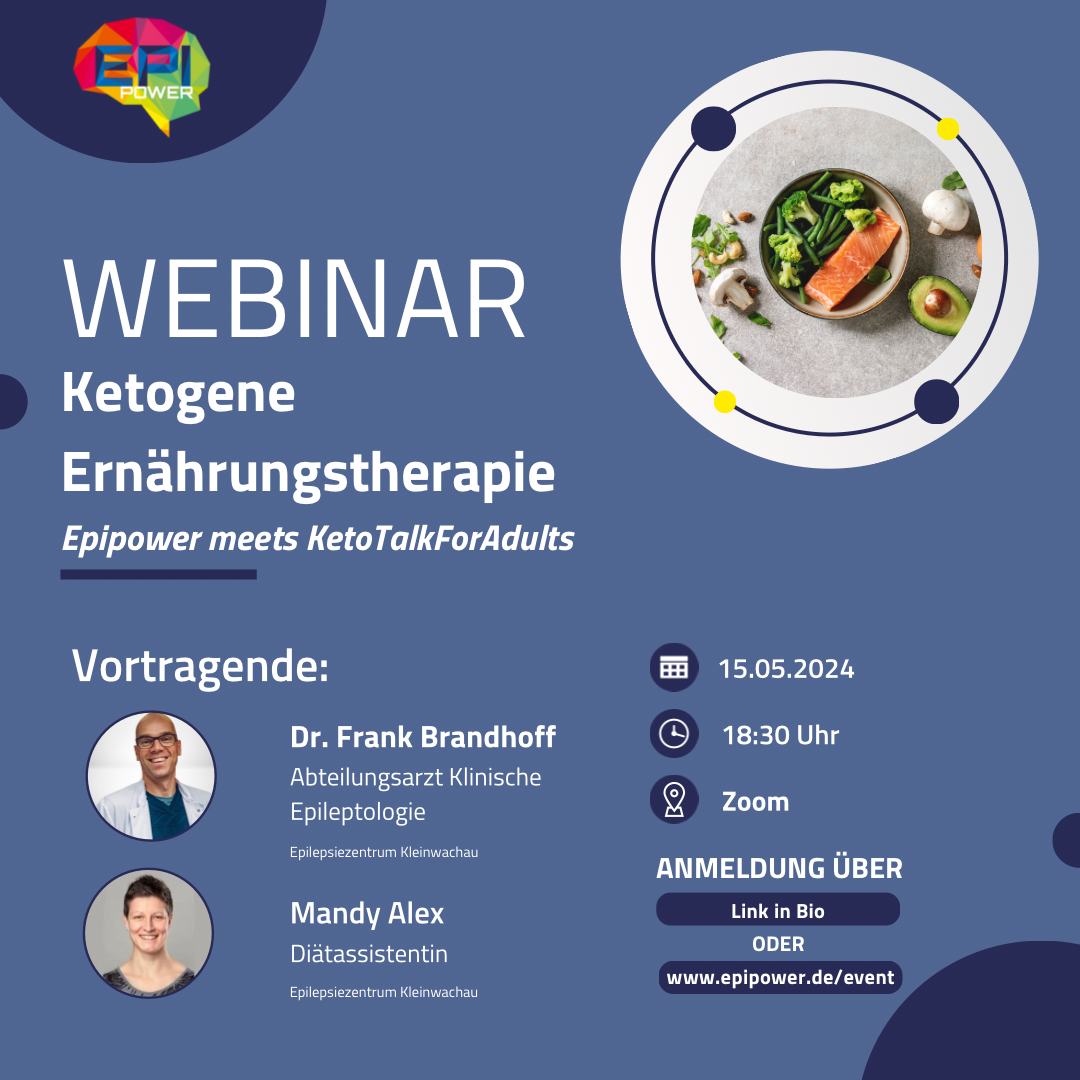 EPI
POWER
WEBINAR
Ketogene
Ernährungstherapie
Epipower meets KetoTalkForAdults
Vortragende:
Dr. Frank Brandhoff
Abteilungsarzt Klinische
Epileptologie
Epilepsiezentrum Kleinwachau
Mandy Alex
Diätassistentin
Epilepsiezentrum Kleinwachau
15.05.2024
18:30 Uhr
Zoom
ANMELDUNG ÜBER
Link in Bio
ODER
www.epipower.de/event